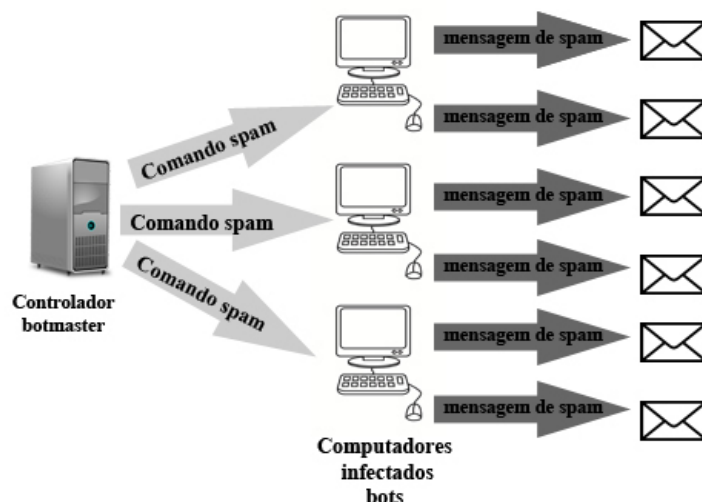 mensagem de spam
mensagem de spam
Comando spam
mensagem de spam
Comando spam
mensagem de spam
Comando spam
Controlador
botmaster
mensagem de spam
mensagem de spam
Computadores
infectados
bots